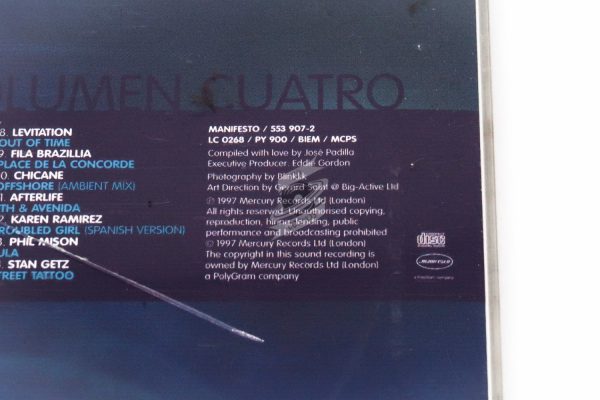 OLUMEN CUATRO
8. LEVITATION
OUT OF TIME
9. FILA BRAZILLIA
PLACE DE LA CONCORDE
0. CHICANE
OFFSHORE (AMBIENT MIX)
1. AFTERLIFE
TH & AVENIDA
2. KAREN RAMIREZ
ROUBLED GIRL (SPANISH VERSION)
3. PHIL MISON
ULA
STAN GETZ
TREET TATTOO
MANIFESTO / 553 907-2
LC 0268 / PY 900 / BIEM / MCPS
Compiled with love by José Padilla
Executive Producer. Eddie Gordon
Photography by Blinkl.k
Art Direction by Gerard Saint @ Big-Active Ltd
℗ 1997 Mercury Records Ltd (London)
All rights reserved. Unauthorised copying,
reproduction, hiring, lending, public
performance and broadcasting prohibited
© 1997 Mercury Records Ltd (London)
The copyright in this sound recording is
owned by Mercury Records Ltd (London)
a PolyGram company
disc